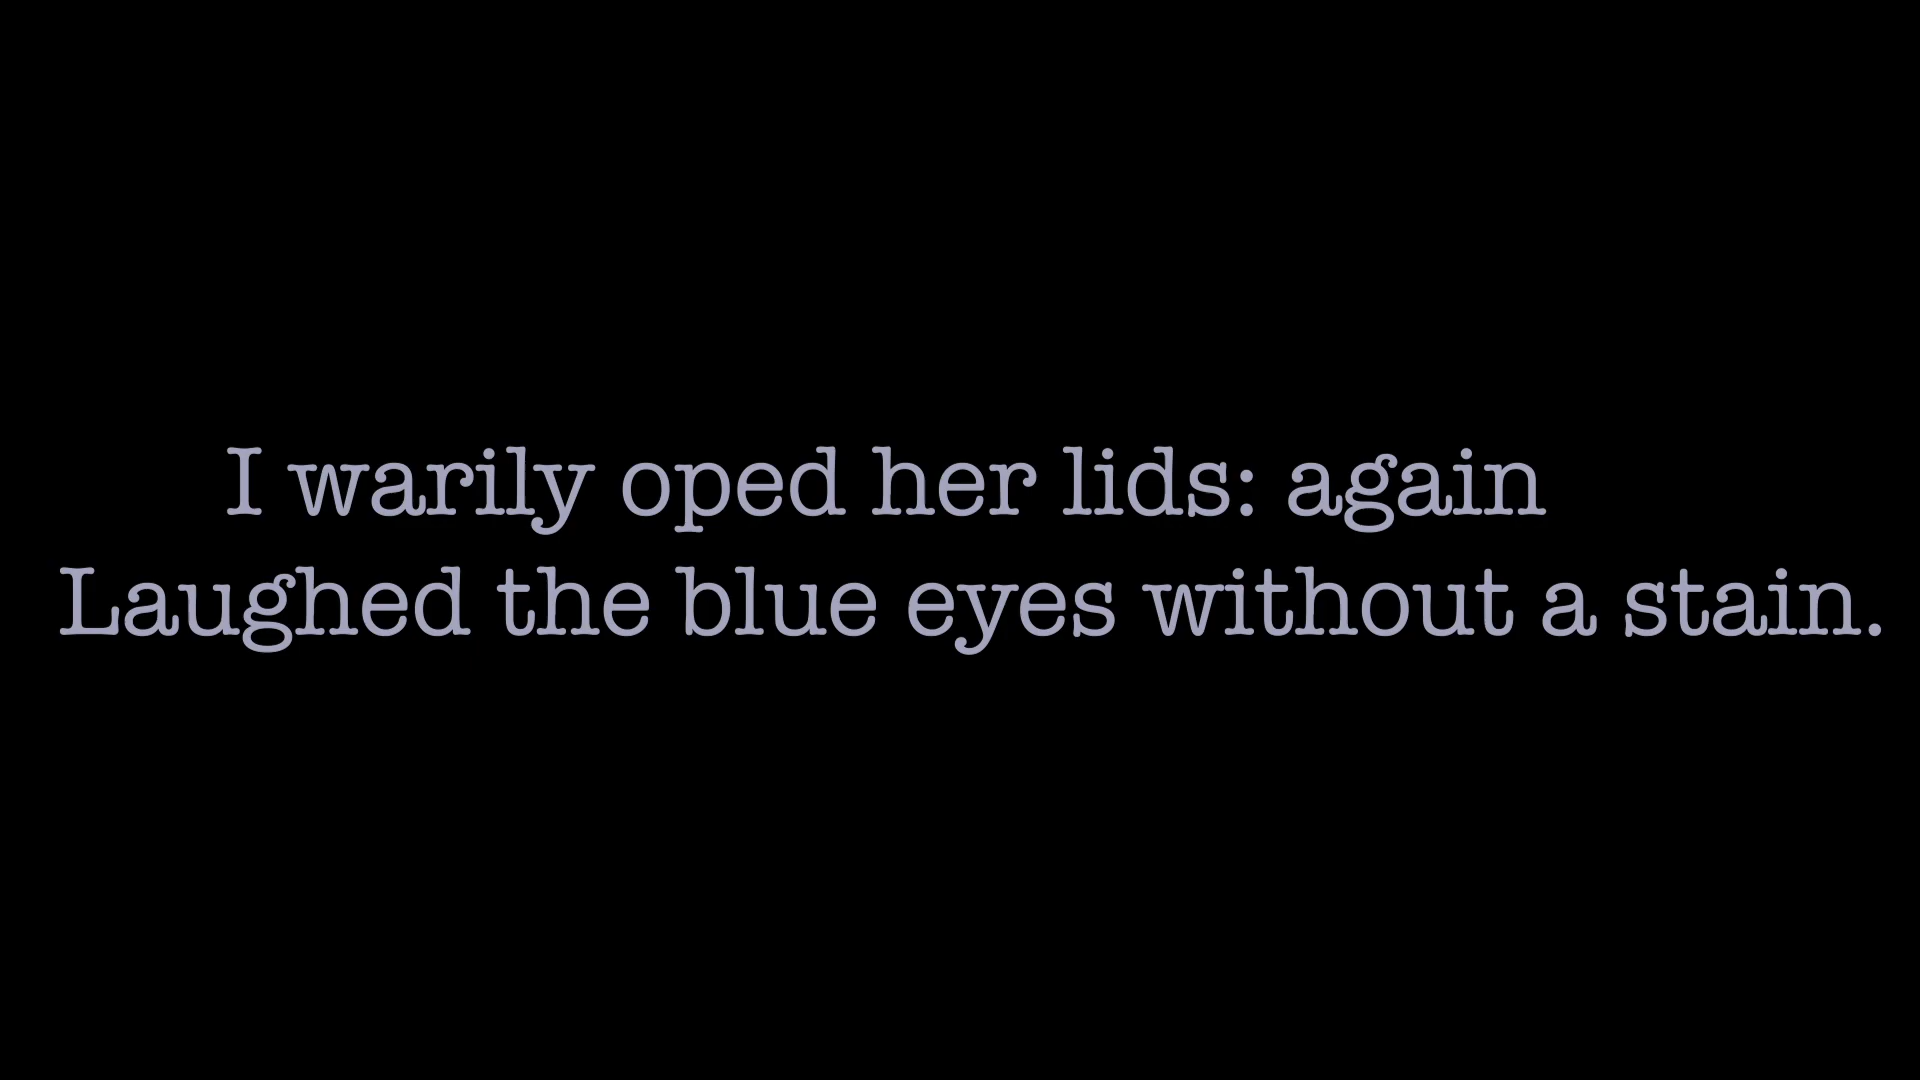 I warily oped her lids: again
Laughed the blue eyes without a stain.